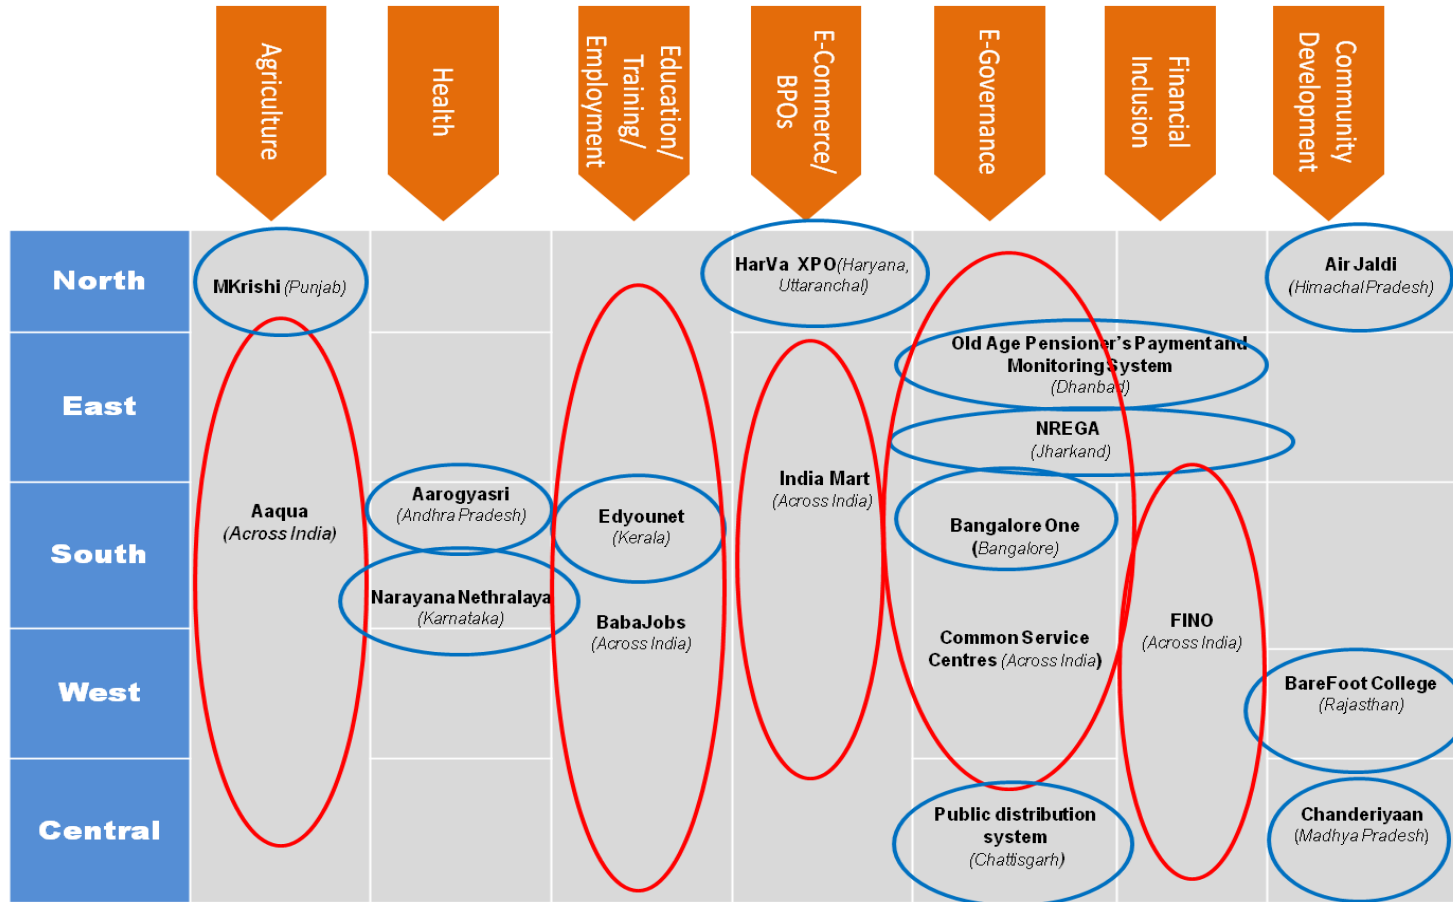 Agriculture
Health
Education/
Training/
Employment
E-Commerce/
BPOs
E-Governance
Financial
Inclusion
Community
Development
North
MKrishi (Punjab)
HarVa XPO(Haryana,
Uttaranchal)
Air Jaldi
(Himachal Pradesh)
East
Old Age Pensioner's Payment and
Monitoring System
(Dhanbad)
NREGA
(Jharkand)
South
Aaqua
(Across India)
Aarogyasri
(Andhra Pradesh)
Narayana Nethralaya
(Karnataka)
Edyounet
(Kerala)
BabaJobs
(Across India)
India Mart
(Across India)
Bangalore One
(Bangalore)
Common Service
Centres (Across India)
FINO
(Across India)
West
BareFoot College
(Rajasthan)
Central
Public distribution
system
(Chattisgarh)
Chanderiyaan
(Madhya Pradesh)